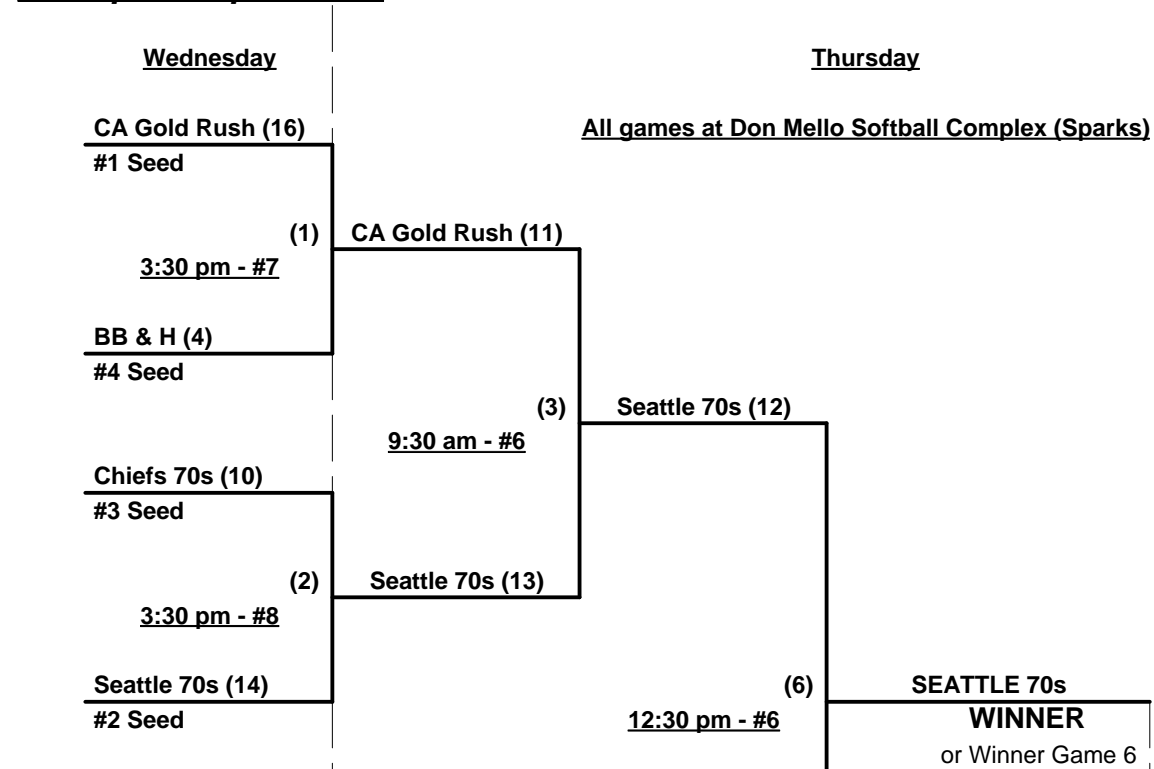 Wednesday
Thursday
CA Gold Rush (16)
All games at Don Mello Softball Complex (Sparks)
#1 Seed
(1)
CA Gold Rush (11)
3:30 pm - #7
BB & H (4)
#4 Seed
(3)
Seattle 70s (12)
9:30 am - #6
Chiefs 70s (10)
#3 Seed
(2)
Seattle 70s (13)
3:30 pm - #8
Seattle 70s (14)
(6)
SEATTLE 70s
#2 Seed
12:30 pm - #6
WINNER
or Winner Game 6